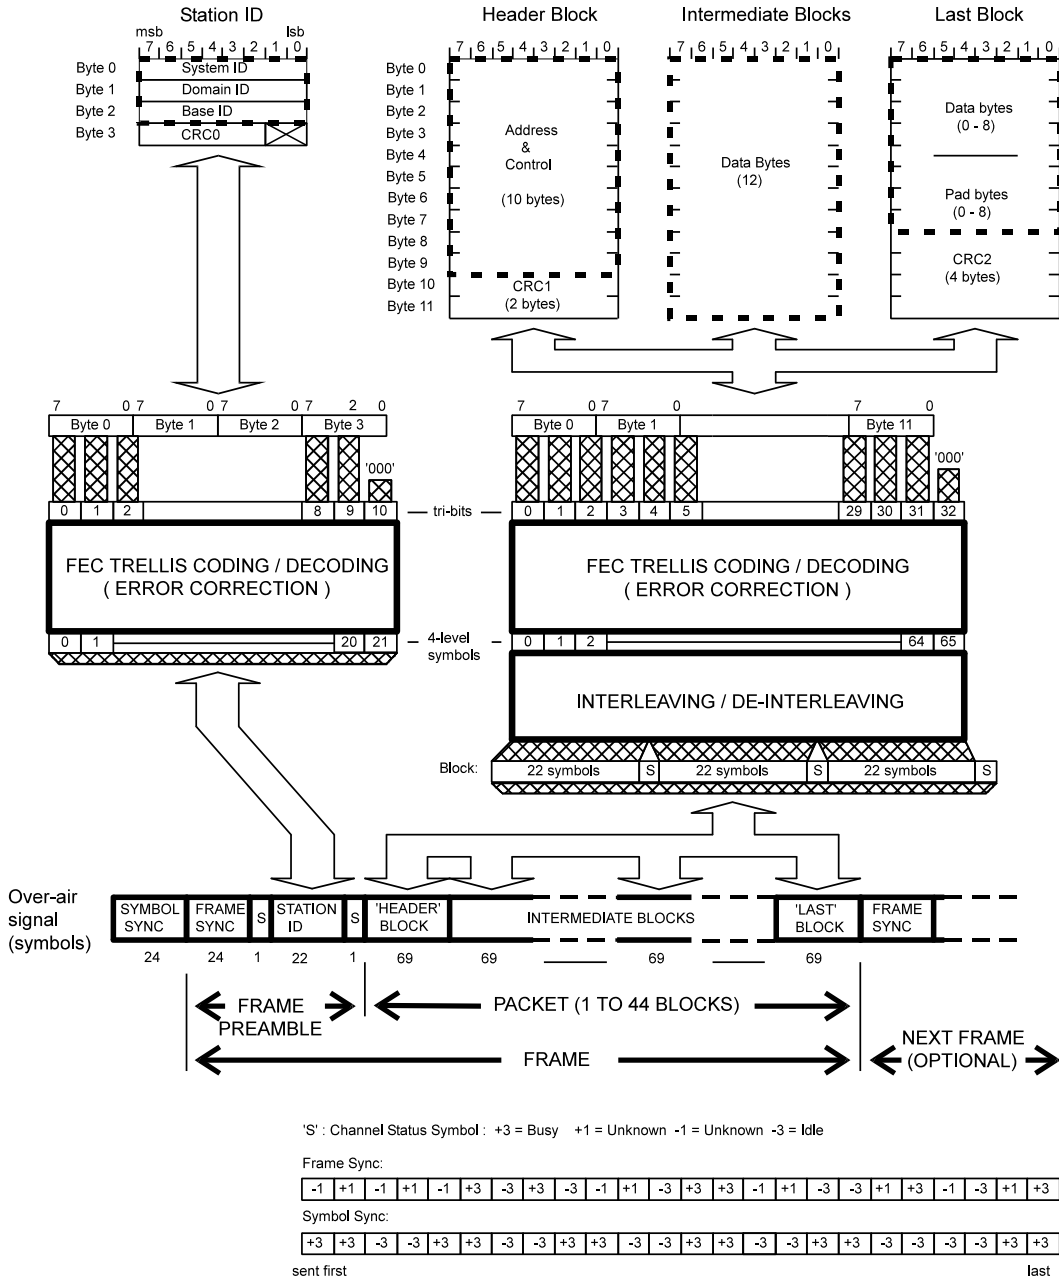 Station ID
Header Block
Intermediate Blocks
Last Block
msb
lsb
7 6 5 4 3 2 1 0
7 6 5 4 3 2 1 0
7 6 5 4 3 2 1 0
7 6 5 4 3 2 1 0
Byte 0
System ID
Byte 1
Domain ID
Byte 2
Base ID
Byte 3
CRC0
Byte 0
Byte 1
Byte 2
Byte 3
Byte 4
Byte 5
Byte 6
Byte 7
Byte 8
Byte 9
Byte 10
Byte 11
Address
&
Control
(10 bytes)
CRC1
(2 bytes)
Data Bytes
(12)
Data bytes
(0 - 8)
Pad bytes
(0 - 8)
CRC2
(4 bytes)
7 0 7 0 7 0 7 2 0
Byte 0 Byte 1 Byte 2 Byte 3
'000'
0 1 2 8 9 10
tri-bits
FEC TRELLIS CODING / DECODING
( ERROR CORRECTION )
0 1 20 21
4-level
symbols
7 0 7 0 7 0
Byte 0 Byte 1 Byte 11
'000'
0 1 2 3 4 5 29 30 31 32
FEC TRELLIS CODING / DECODING
( ERROR CORRECTION )
0 1 2 64 65
INTERLEAVING / DE-INTERLEAVING
Block: 22 symbols S 22 symbols S 22 symbols S
Over-air
signal
(symbols)
SYMBOL
SYNC
FRAME
SYNC
S
STATION
ID
S
'HEADER'
BLOCK
INTERMEDIATE BLOCKS
'LAST'
BLOCK
FRAME
SYNC
24 24 1 22 1 69 69 69 69
FRAME
PREAMBLE
PACKET (1 TO 44 BLOCKS)
FRAME
NEXT FRAME
(OPTIONAL)
'S' : Channel Status Symbol : +3 = Busy +1 = Unknown -1 = Unknown -3 = Idle
Frame Sync:
-1 +1 -1 +1 -1 +3 -3 +3 -3 -1 +1 -3 +3 +3 -1 +1 -3 -3 +1 +3 -1 -3 +1 +3
Symbol Sync:
+3 +3 -3 -3 +3 +3 -3 -3 +3 +3 -3 -3 +3 +3 -3 -3 +3 +3 -3 -3 -3 -3 +3 +3
sent first
last